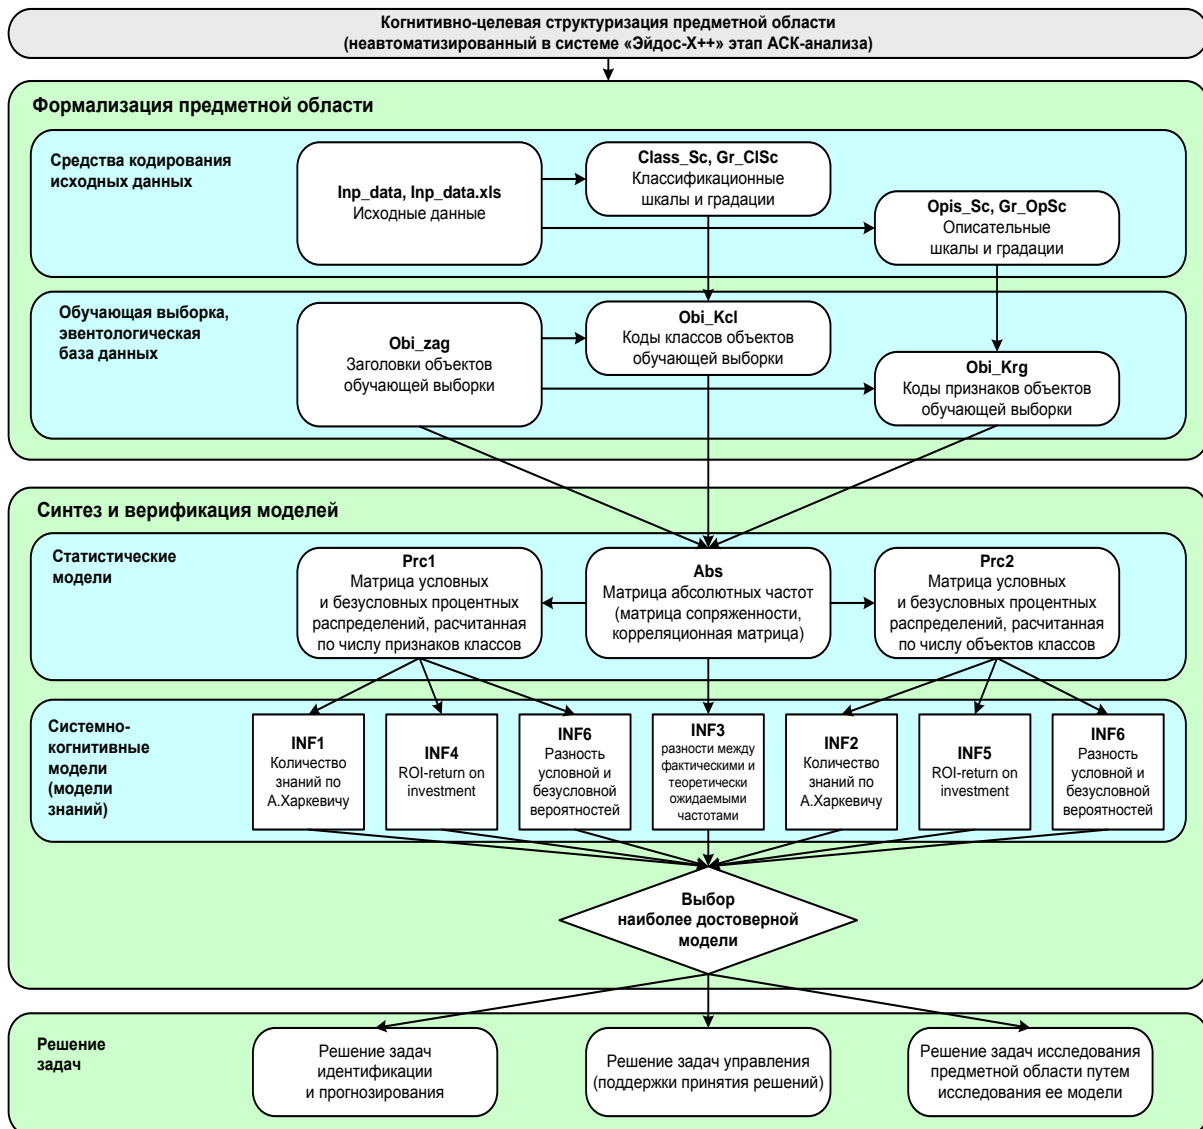 Когнитивно-целевая структуризация предметной области
(неавтоматизированный в системе «Эйдос-Х++» этап АСК-анализа)
Формализация предметной области
Средства кодирования
исходных данных
Inp_data, Inp_data.xls
Исходные данные
Class_Sc, Gr_ClSc
Классификационные
шкалы и градации
Opis_Sc, Gr_OpSc
Описательные
шкалы и градации
Обучающая выборка,
эвентологическая
база данных
Obi_zag
Заголовки объектов
обучающей выборки
Obi_Kcl
Коды классов объектов
обучающей выборки
Obi_Krg
Коды признаков объектов
обучающей выборки
Синтез и верификация моделей
Статистические
модели
Prc1
Матрица условных
и безусловных процентных
распределений, расчитанная
по числу признаков классов
Abs
Матрица абсолютных частот
(матрица сопряженности,
корреляционная матрица)
Prc2
Матрица условных
и безусловных процентных
распределений, расчитанная
по числу объектов классов
Системно-
когнитивные
модели
(модели
знаний)
INF1
Количество
знаний по
А.Харкевичу
INF4
ROI-return on
investment
INF6
Разность
условной и
безусловной
вероятностей
INF3
разности между
фактическими и
теоретически
ожидаемыми
частотами
INF2
Количество
знаний по
А.Харкевичу
INF5
ROI-return on
investment
INF6
Разность
условной и
безусловной
вероятностей
Выбор
наиболее достоверной
модели
Решение
задач
Решение задач
идентификации
и прогнозирования
Решение задач управления
(поддержки принятия решений)
Решение задач исследования
предметной области путем
исследования ее модели